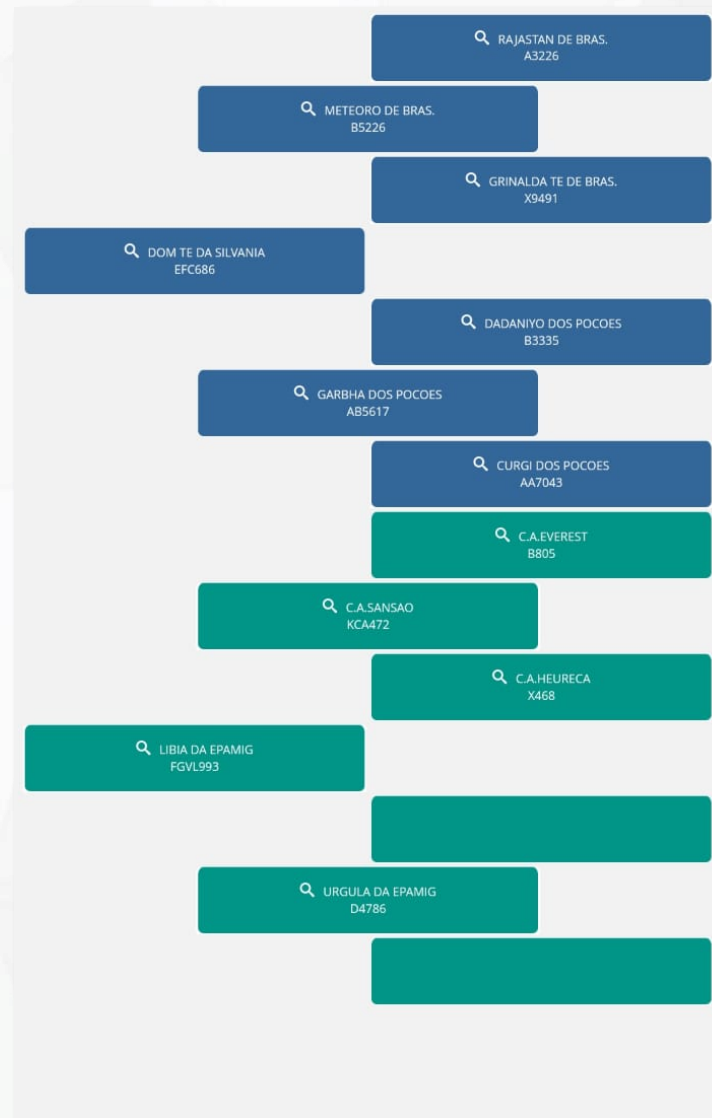 RAJASTAN DE BRAS.
A3226
METEORO DE BRAS.
B5226
GRINALDA TE DE BRAS.
X9491
DOM TE DA SILVANIA
EFC686
DADANIYO DOS POCOES
B3335
GARBHA DOS POCOES
AB5617
CURGI DOS POCOES
AA7043
C.A.EVEREST
B805
C.A.SANSAO
KCA472
C.A.HEURECA
X468
LIBIA DA EPAMIG
FGVL993
URGULA DA EPAMIG
D4786